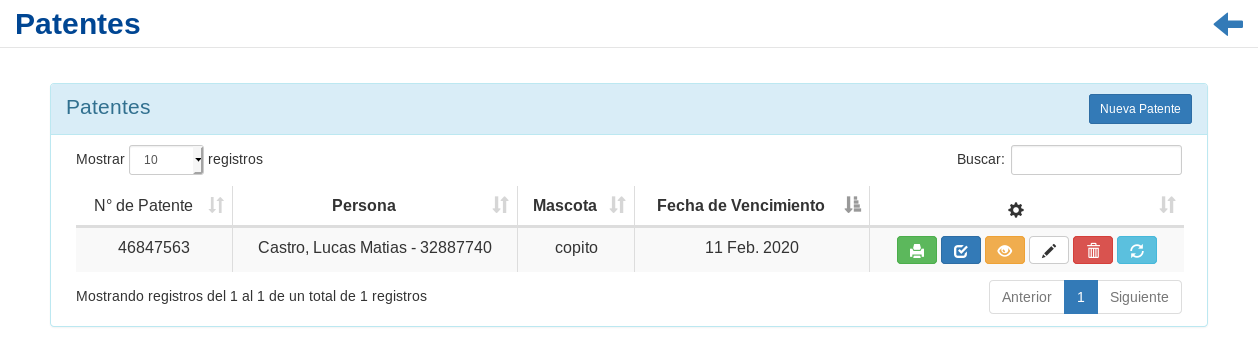 Patentes
Patentes
Nueva Patente
Mostrar 10 registros
Buscar:
N° de Patente Persona Mascota Fecha de Vencimiento
46847563 Castro, Lucas Matias - 32887740 copito 11 Feb. 2020
Mostrando registros del 1 al 1 de un total de 1 registros
Anterior 1 Siguiente